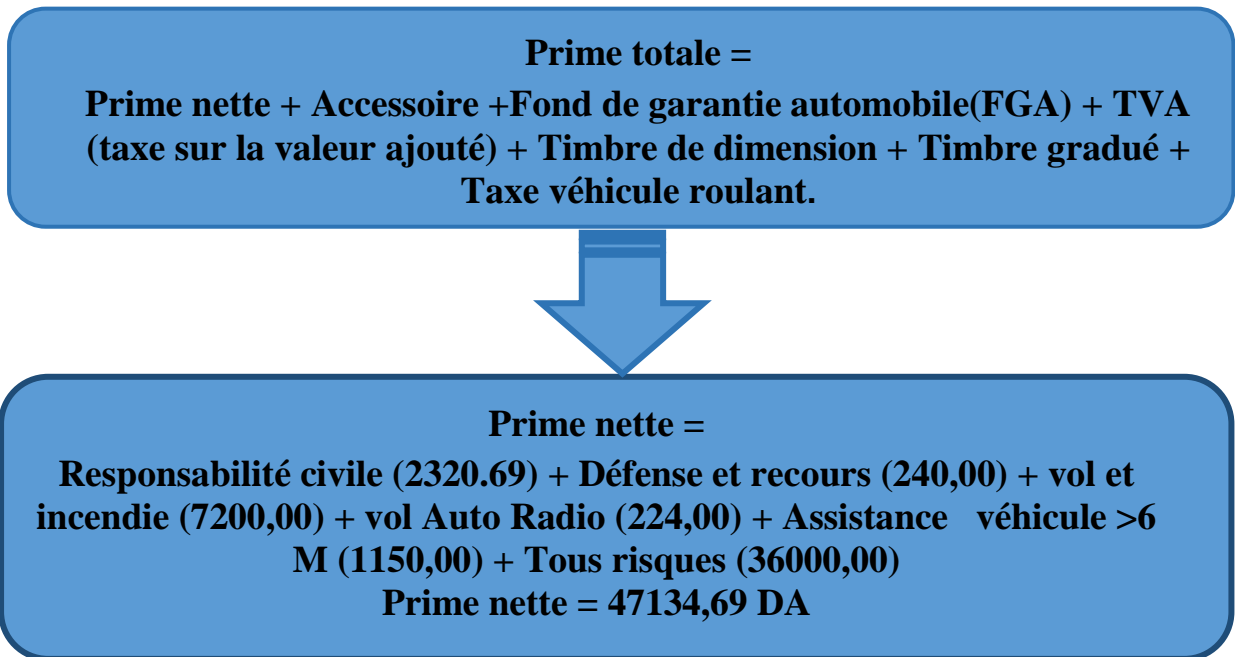 Prime totale =
Prime nette + Accessoire +Fond de garantie automobile(FGA) + TVA
(taxe sur la valeur ajouté) + Timbre de dimension + Timbre gradué +
Taxe véhicule roulant.
Prime nette =
Responsabilité civile (2320.69) + Défense et recours (240,00) + vol et
incendie (7200,00) + vol Auto Radio (224,00) + Assistance véhicule >6
M (1150,00) + Tous risques (36000,00)
Prime nette = 47134,69 DA